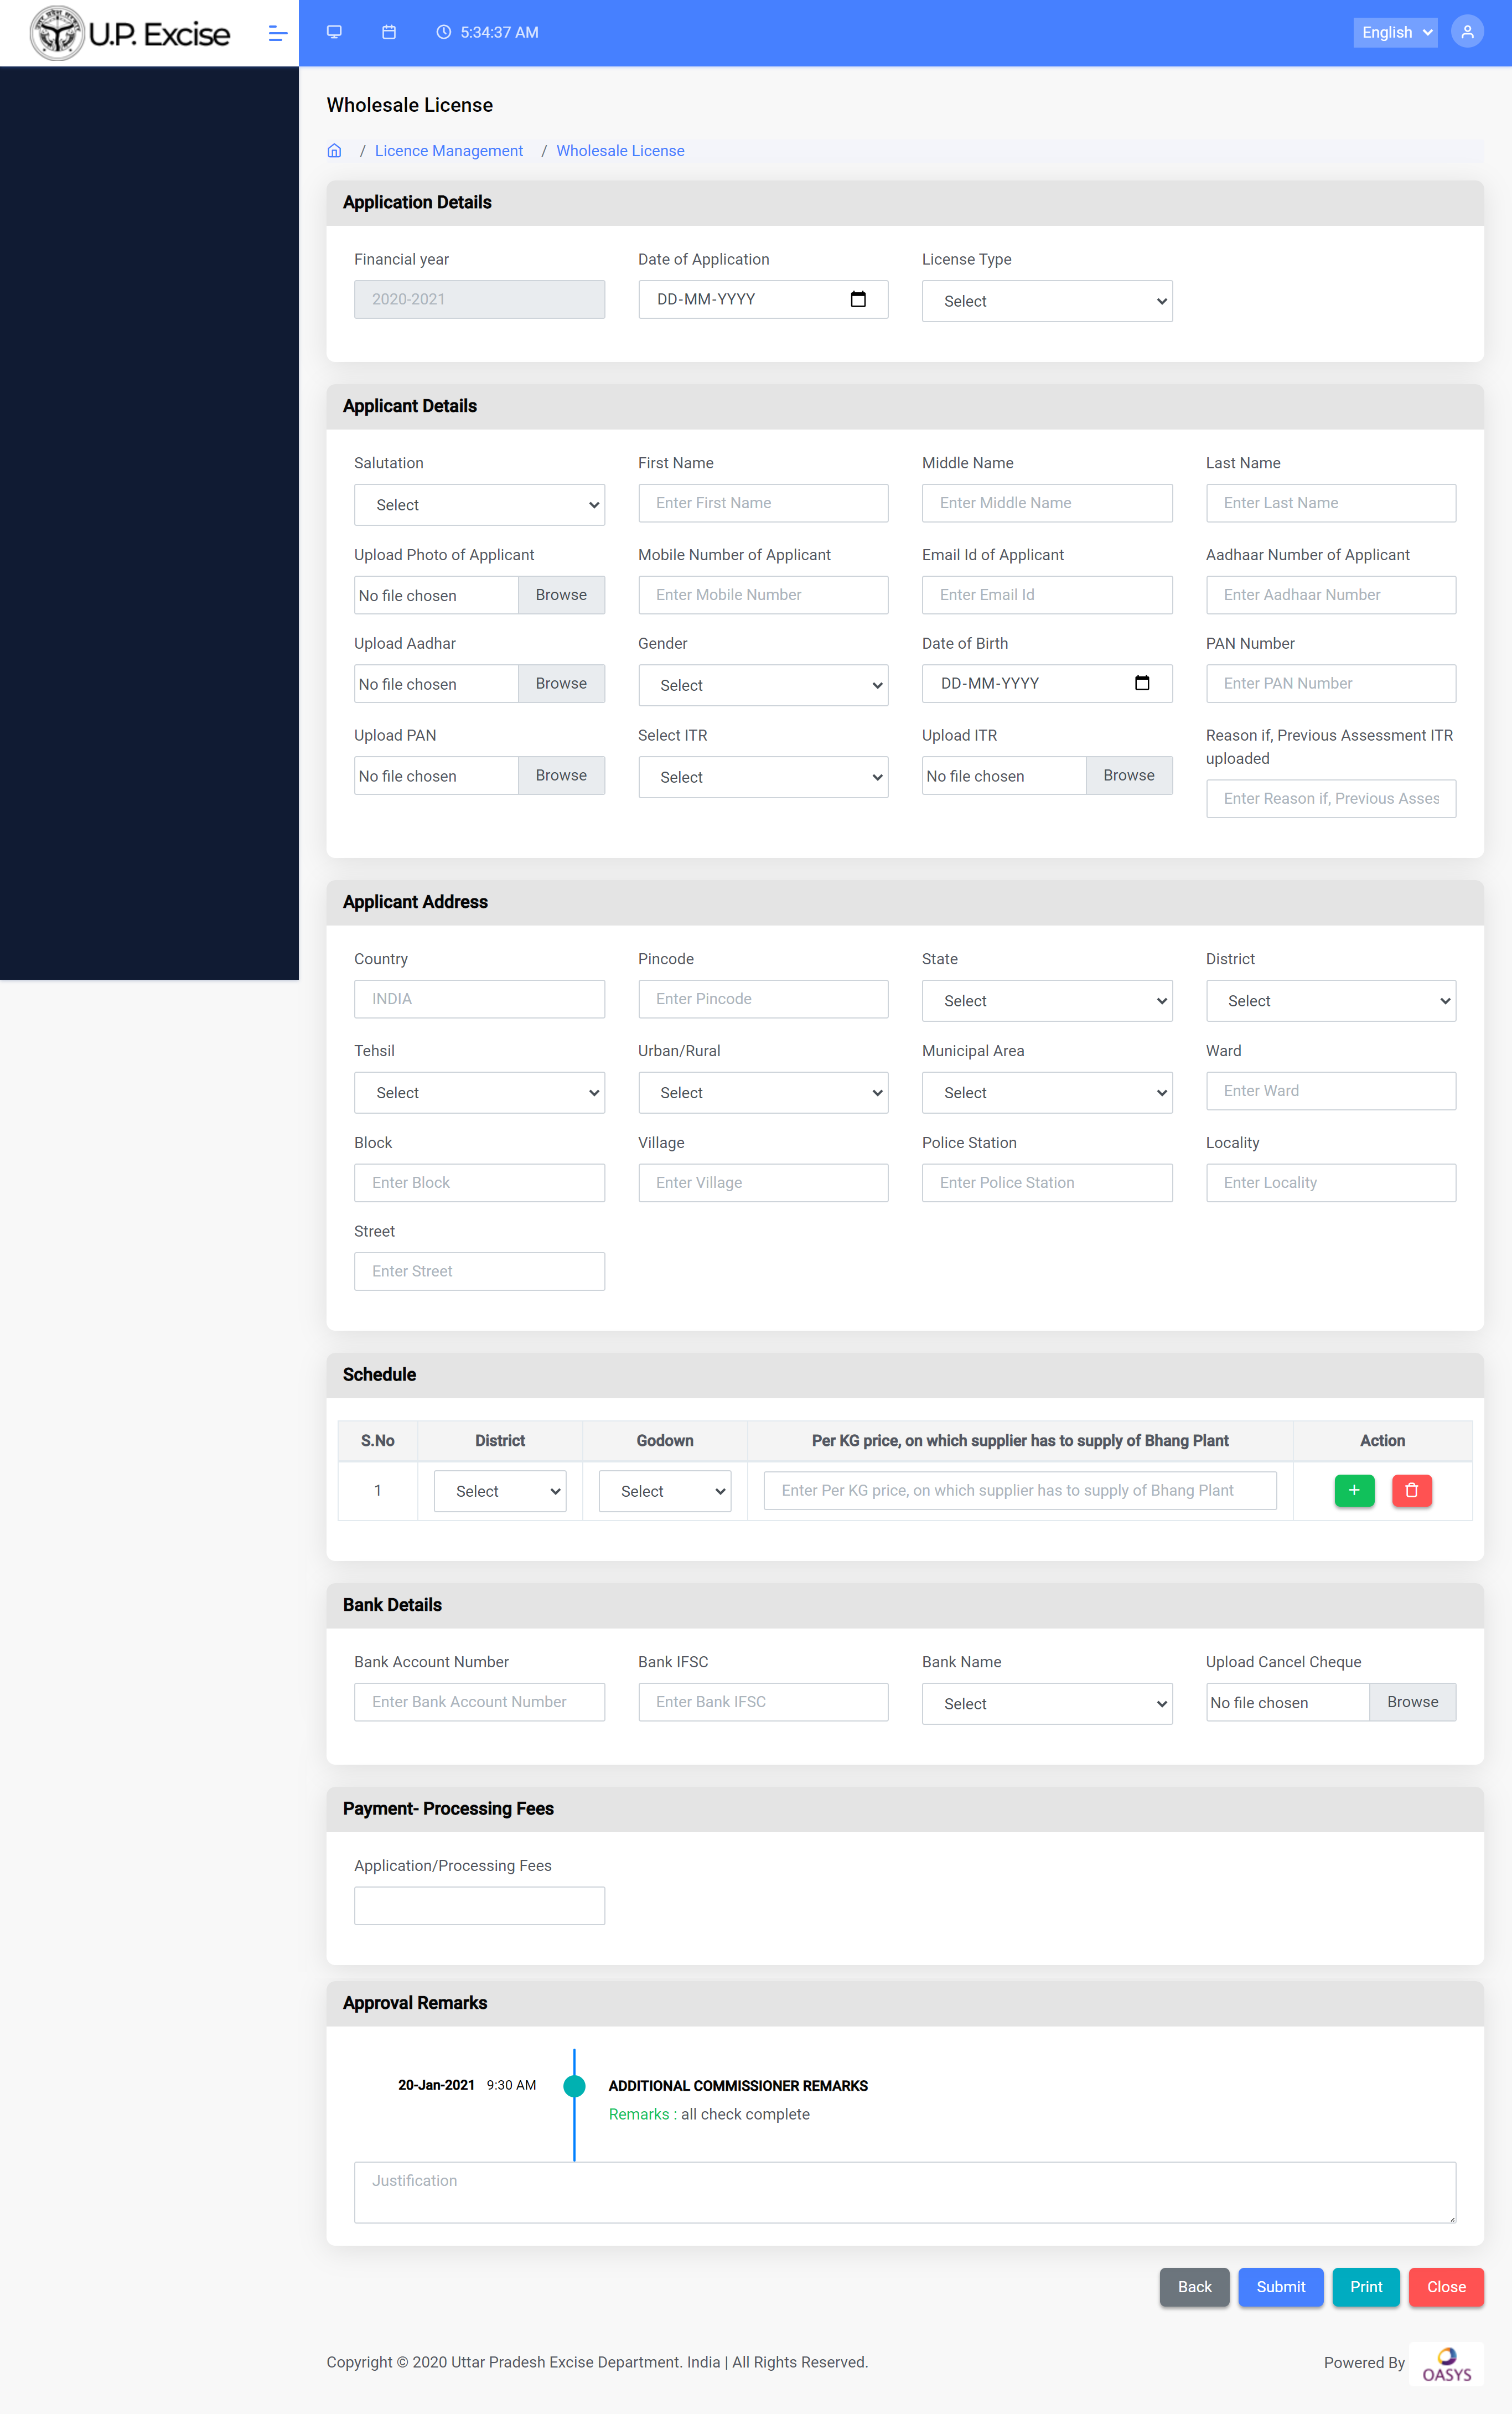 U.P. Excise
5:34:37 AM
English
Wholesale License
/ Licence Management / Wholesale License
Application Details
Financial year
Date of Application
License Type
2020-2021
DD-MM-YYYY
Select
Applicant Details
Salutation
First Name
Middle Name
Last Name
Select
Enter First Name
Enter Middle Name
Enter Last Name
Upload Photo of Applicant
Mobile Number of Applicant
Email Id of Applicant
Aadhaar Number of Applicant
No file chosen
Browse
Enter Mobile Number
Enter Email Id
Enter Aadhaar Number
Upload Aadhar
Gender
Date of Birth
PAN Number
No file chosen
Browse
Select
DD-MM-YYYY
Enter PAN Number
Upload PAN
Select ITR
Upload ITR
Reason if, Previous Assessment ITR
uploaded
No file chosen
Browse
Select
No file chosen
Browse
Enter Reason if, Previous Asses
Applicant Address
Country
Pincode
State
District
INDIA
Enter Pincode
Select
Select
Tehsil
Urban/Rural
Municipal Area
Ward
Select
Select
Select
Enter Ward
Block
Village
Police Station
Locality
Enter Block
Enter Village
Enter Police Station
Enter Locality
Street
Enter Street
Schedule
S.No
District
Godown
Per KG price, on which supplier has to supply of Bhang Plant
Action
1
Select
Select
Enter Per KG price, on which supplier has to supply of Bhang Plant
Bank Details
Bank Account Number
Bank IFSC
Bank Name
Upload Cancel Cheque
Enter Bank Account Number
Enter Bank IFSC
Select
No file chosen
Browse
Payment- Processing Fees
Application/Processing Fees
Approval Remarks
20-Jan-2021 9:30 AM
ADDITIONAL COMMISSIONER REMARKS
Remarks : all check complete
Justification
Back
Submit
Print
Close
Copyright © 2020 Uttar Pradesh Excise Department. India | All Rights Reserved.
Powered By
OASYS